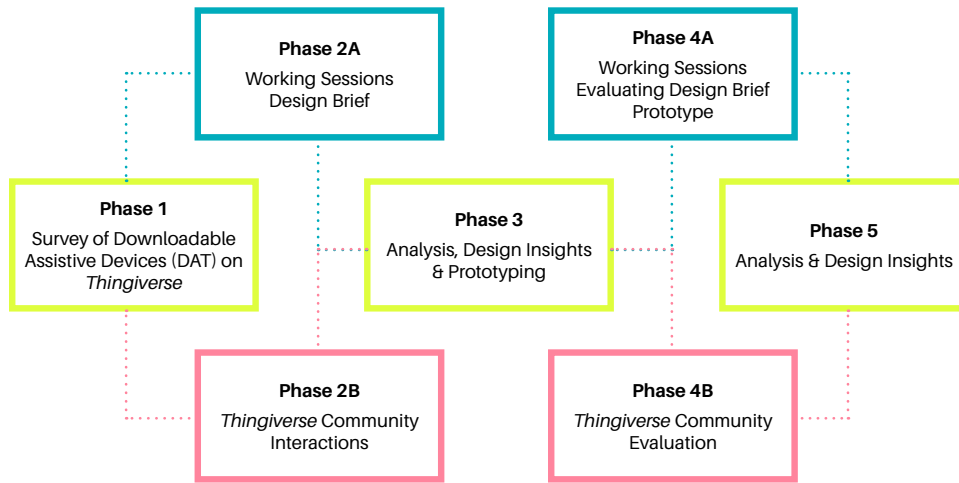 Phase 2A
Working Sessions
Design Brief
Phase 4A
Working Sessions
Evaluating Design Brief
Prototype
Phase 1
Survey of Downloadable
Assistive Devices (DAT) on
Thingiverse
Phase 3
Analysis, Design Insights
& Prototyping
Phase 5
Analysis & Design Insights
Phase 2B
Thingiverse Community
Interactions
Phase 4B
Thingiverse Community
Evaluation